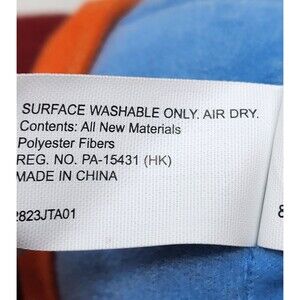 SURFACE WASHABLE ONLY. AIR DRY.
Contents: All New Materials
Polyester Fibers
REG. NO. PA-15431 (HK)
MADE IN CHINA
2823JTA01
8